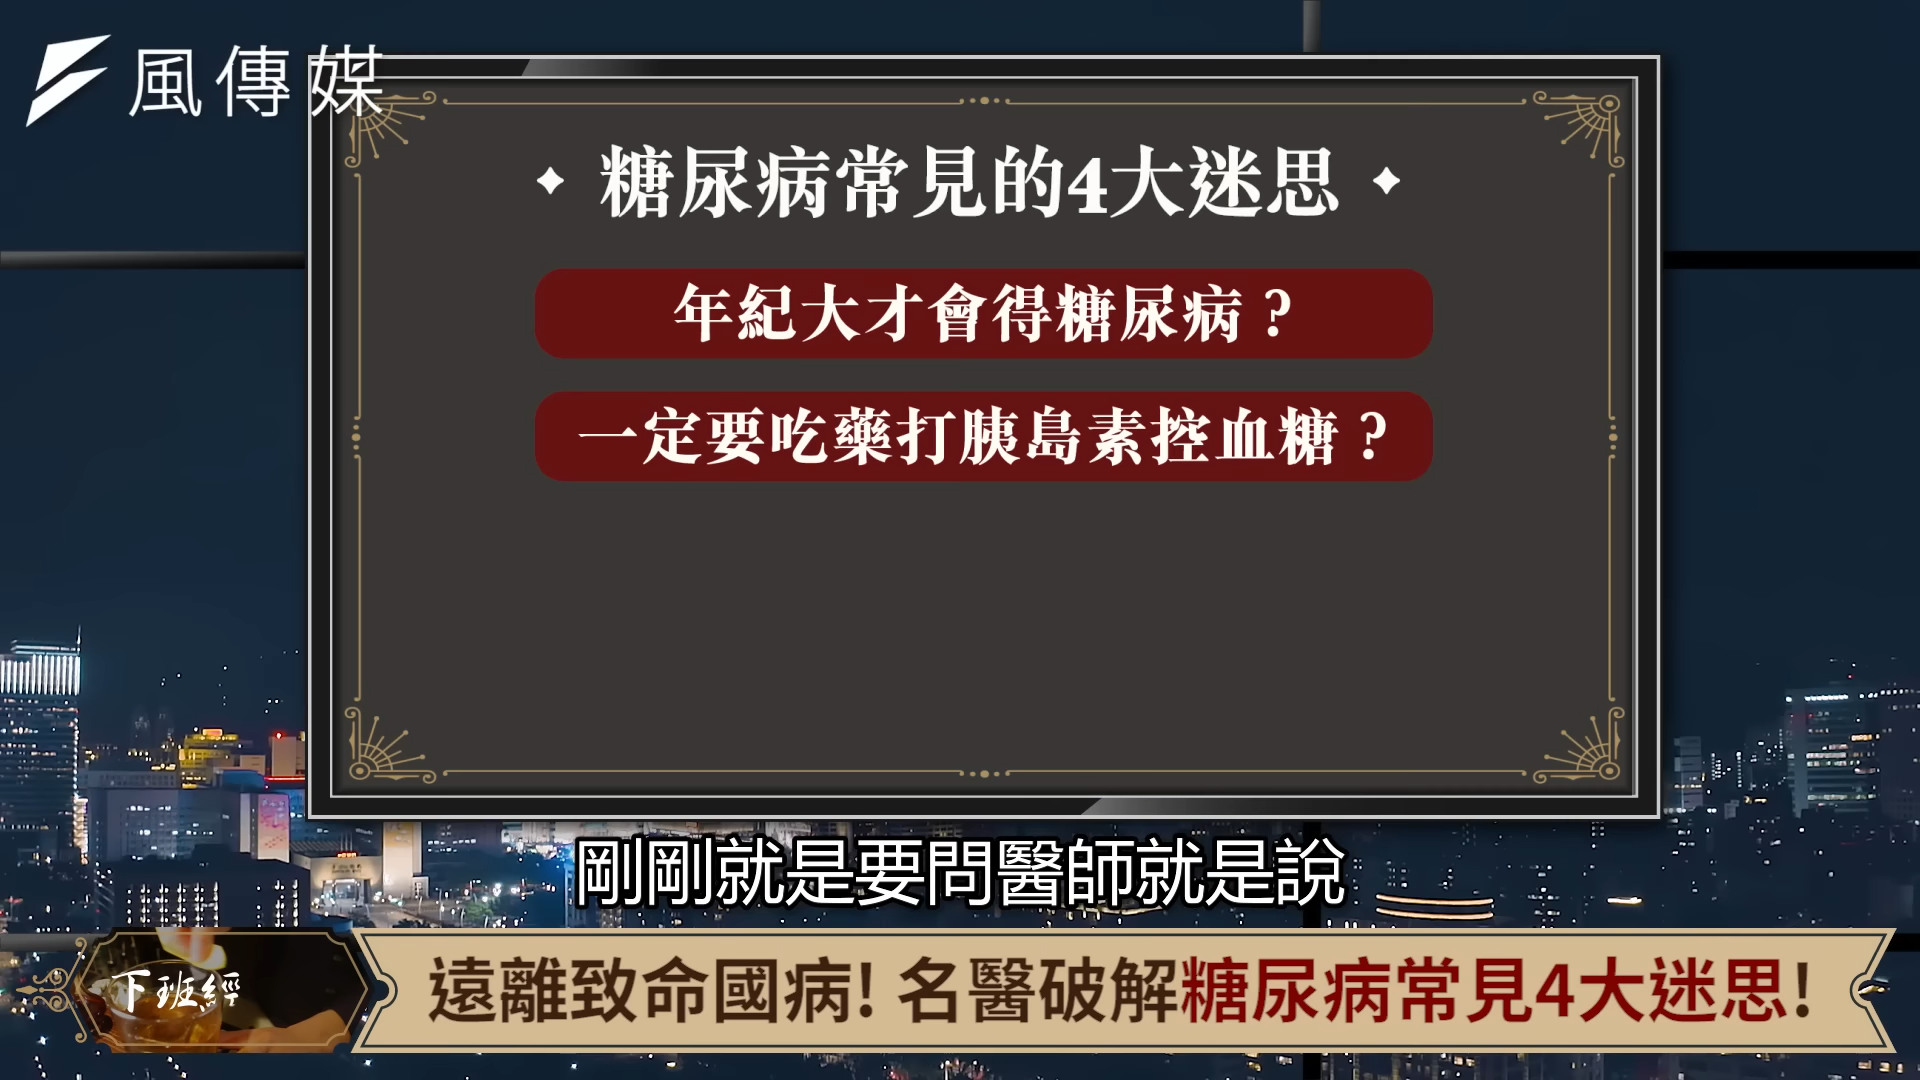 風傳媒
糖尿病常見的4大迷思
年紀大才會得糖尿病？
一定要吃藥打胰島素控血糖？
剛剛就是要問醫師就是說
下班經
遠離致命國病! 名醫破解糖尿病常見4大迷思!